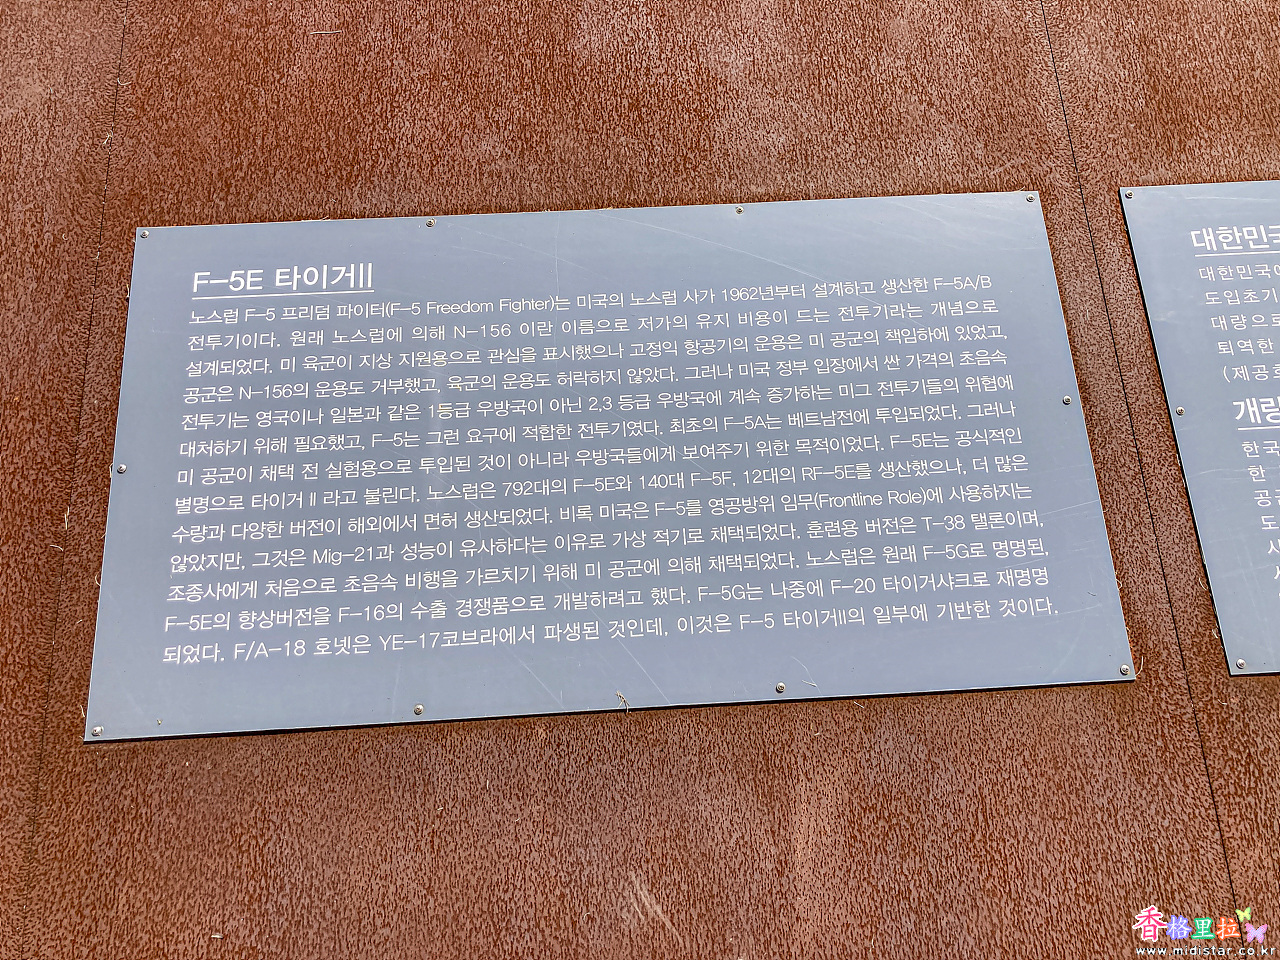 F-5E 타이거Ⅱ
노스럽 F-5 프리덤 파이터(F-5 Freedom Fighter)는 미국의 노스럽 사가 1962년부터 설계하고 생산한 F-5A/B
전투기이다. 원래 노스럽에 의해 N-156 이란 이름으로 저가의 유지 비용이 드는 전투기라는 개념으로
설계되었다. 미 육군이 지상 지원용으로 관심을 표시했으나 고정익 항공기의 운용은 미 공군의 책임하에 있었고,
공군은 N-156의 운용도 거부했고, 육군의 운용도 허락하지 않았다. 그러나 미국 정부 입장에서 싼 가격의 초음속
전투기는 영국이나 일본과 같은 1등급 우방국이 아닌 2,3 등급 우방국에 계속 증가하는 미그 전투기들의 위협에
대처하기 위해 필요했고, F-5는 그런 요구에 적합한 전투기였다. 최초의 F-5A는 베트남전에 투입되었다. 그러나
미 공군이 채택 전 실험용으로 투입된 것이 아니라 우방국들에게 보여주기 위한 목적이었다. F-5E는 공식적인
별명으로 타이거 Ⅱ 라고 불린다. 노스럽은 792대의 F-5E와 140대 F-5F, 12대의 RF-5E를 생산했으나, 더 많은
수량과 다양한 버전이 해외에서 면허 생산되었다. 비록 미국은 F-5를 영공방위 임무(Frontline Role)에 사용하지는
않았지만, 그것은 Mig-21과 성능이 유사하다는 이유로 가상 적기로 채택되었다. 훈련용 버전은 T-38 탤론이며,
조종사에게 처음으로 초음속 비행을 가르치기 위해 미 공군에 의해 채택되었다. 노스럽은 원래 F-5G로 명명된,
F-5E의 향상버전을 F-16의 수출 경쟁품으로 개발하려고 했다. F-5G는 나중에 F-20 타이거샤크로 재명명
되었다. F/A-18 호넷은 YE-17코브라에서 파생된 것인데, 이것은 F-5 타이거Ⅱ의 일부에 기반한 것이다.
대한민국
대한민국에
도입초기
대량으로
퇴역한
(제공호
개량
한국
한
공군
도
香格里拉
www.midistar.co.kr